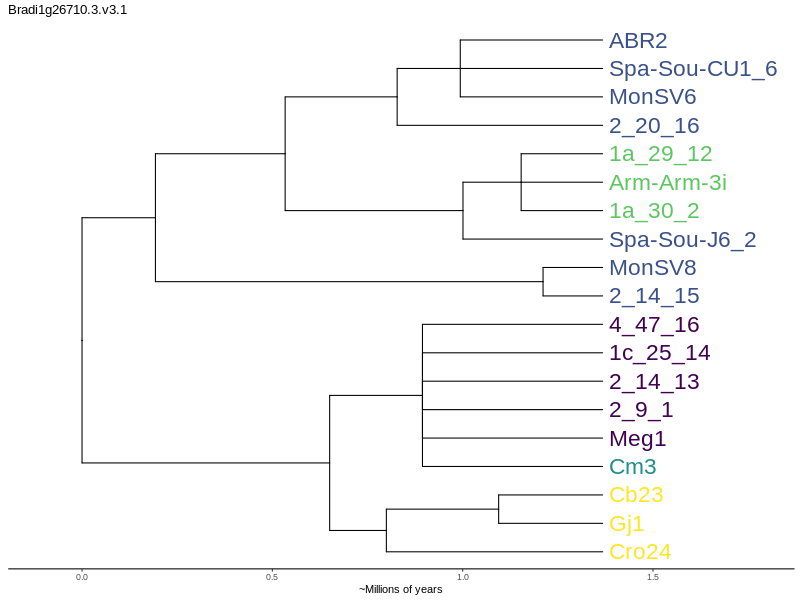 Bradi1g26710.3.v3.1
ABR2
Spa-Sou-CU1_6
MonSV6
2_20_16
1a_29_12
Arm-Arm-3i
1a_30_2
Spa-Sou-J6_2
MonSV8
2_14_15
4_47_16
1c_25_14
2_14_13
2_9_1
Meg1
Cm3
Cb23
Gj1
Cro24
0.0 0.5 1.0 1.5
~Millions of years